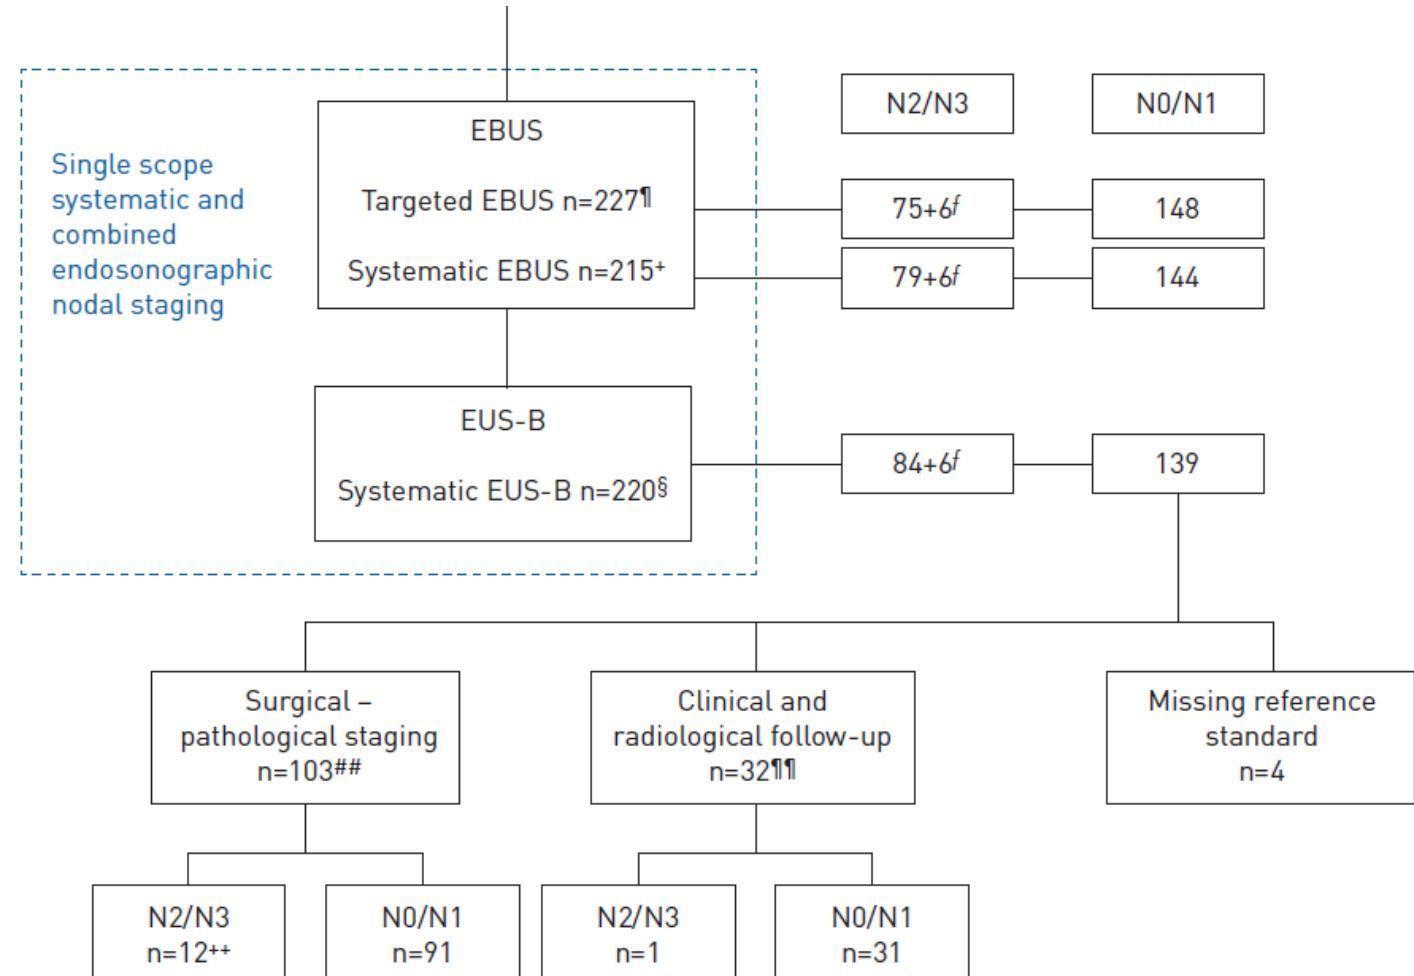 Single scope
systematic and
combined
endosonographic
nodal staging
EBUS
Targeted EBUS n=227¶
Systematic EBUS n=215+
N2/N3
N0/N1
75+6ƒ
148
79+6ƒ
144
EUS-B
Systematic EUS-B n=220§
84+6ƒ
139
Surgical –
pathological staging
n=103##
Clinical and
radiological follow-up
n=32¶¶
Missing reference
standard
n=4
N2/N3
n=12++
N0/N1
n=91
N2/N3
n=1
N0/N1
n=31